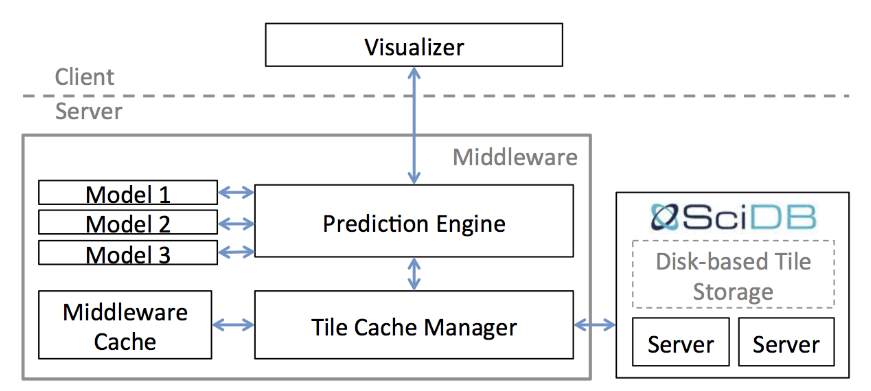 Visualizer
Client
Server
Middleware
Model 1
Model 2
Model 3
Prediction Engine
Middleware
Cache
Tile Cache Manager
SciDB
Disk-based Tile
Storage
Server
Server